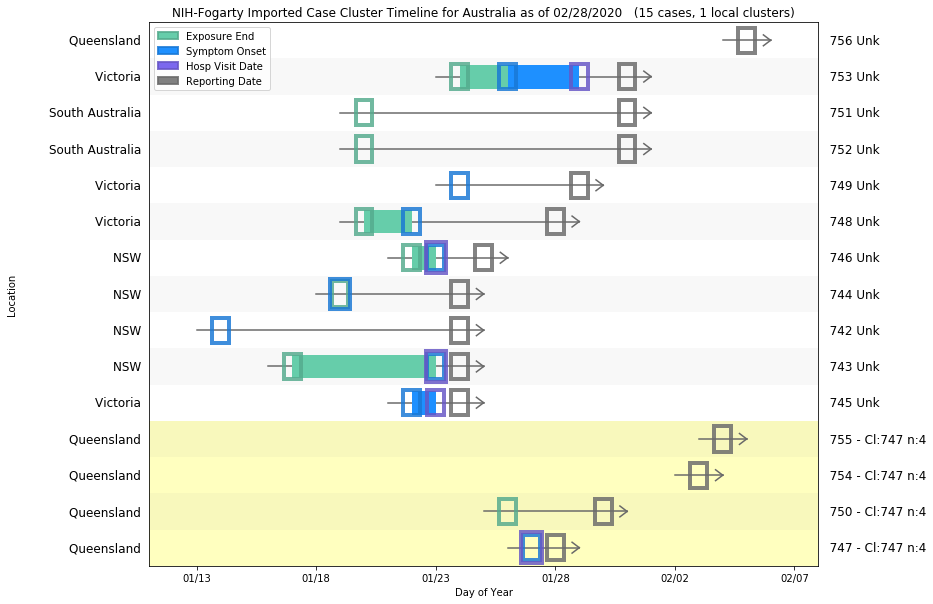 NIH-Fogarty Imported Case Cluster Timeline for Australia as of 02/28/2020 (15 cases, 1 local clusters)
Exposure End
Symptom Onset
Hosp Visit Date
Reporting Date
Queensland 756 Unk
Victoria 753 Unk
South Australia 751 Unk
South Australia 752 Unk
Victoria 749 Unk
Victoria 748 Unk
NSW 746 Unk
NSW 744 Unk
NSW 742 Unk
NSW 743 Unk
Victoria 745 Unk
Queensland 755 - Cl:747 n:4
Queensland 754 - Cl:747 n:4
Queensland 750 - Cl:747 n:4
Queensland 747 - Cl:747 n:4
Location
01/13 01/18 01/23 01/28 02/02 02/07
Day of Year